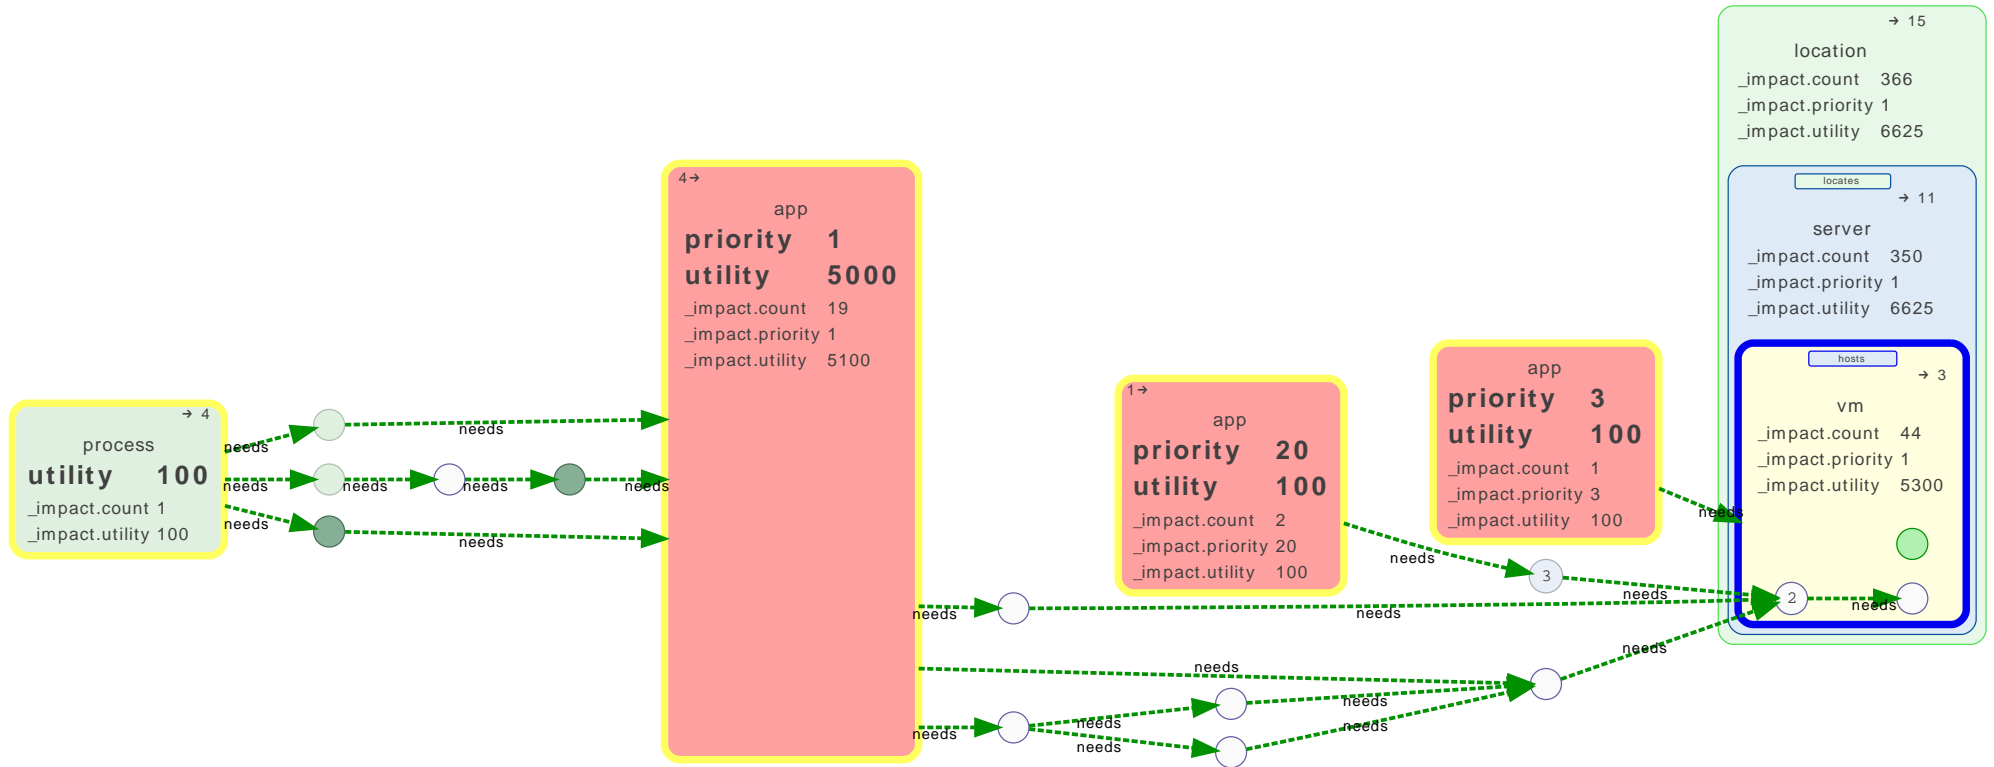 → 4
process
utility 100
_impact.count 1
_impact.utility 100
needs
needs
needs
needs
needs
needs
needs
needs
4→
app
priority 1
utility 5000
_impact.count 19
_impact.priority 1
_impact.utility 5100
needs
needs
needs
needs
needs
needs
needs
needs
needs
1→
app
priority 20
utility 100
_impact.count 2
_impact.priority 20
_impact.utility 100
needs
3
needs
app
priority 3
utility 100
_impact.count 1
_impact.priority 3
_impact.utility 100
needs
→ 15
location
_impact.count 366
_impact.priority 1
_impact.utility 6625
locates
→ 11
server
_impact.count 350
_impact.priority 1
_impact.utility 6625
hosts
→ 3
vm
_impact.count 44
_impact.priority 1
_impact.utility 5300
2
needs